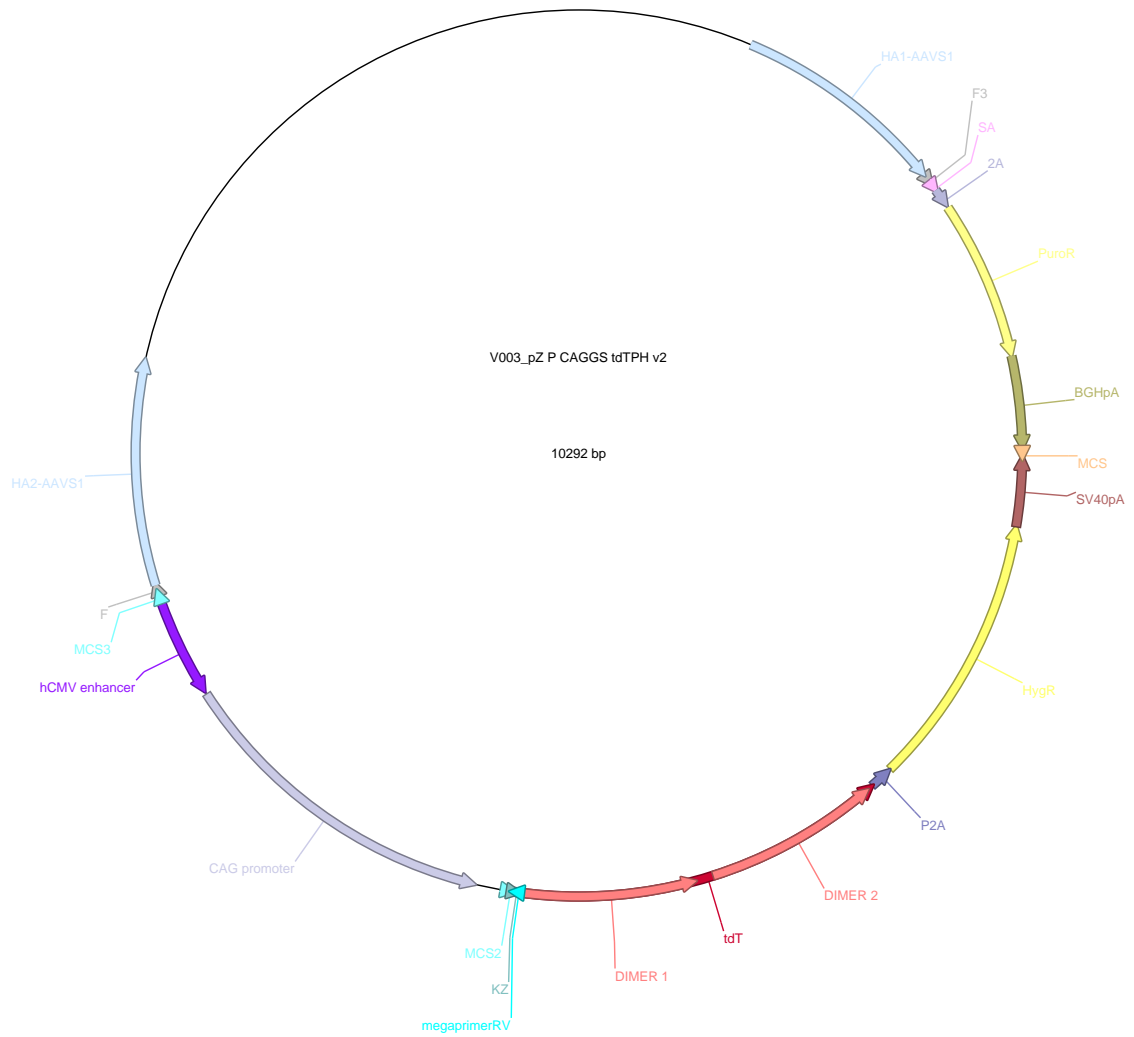 HA1-AAVS1
F3
SA
2A
PuroR
V003_pZ P CAGGS tdTPH v2
BGHpA
10292 bp
MCS
HA2-AAVS1
SV40pA
F
MCS3
hCMV enhancer
HygR
P2A
CAG promoter
DIMER 2
tdT
MCS2
DIMER 1
KZ
megaprimerRV